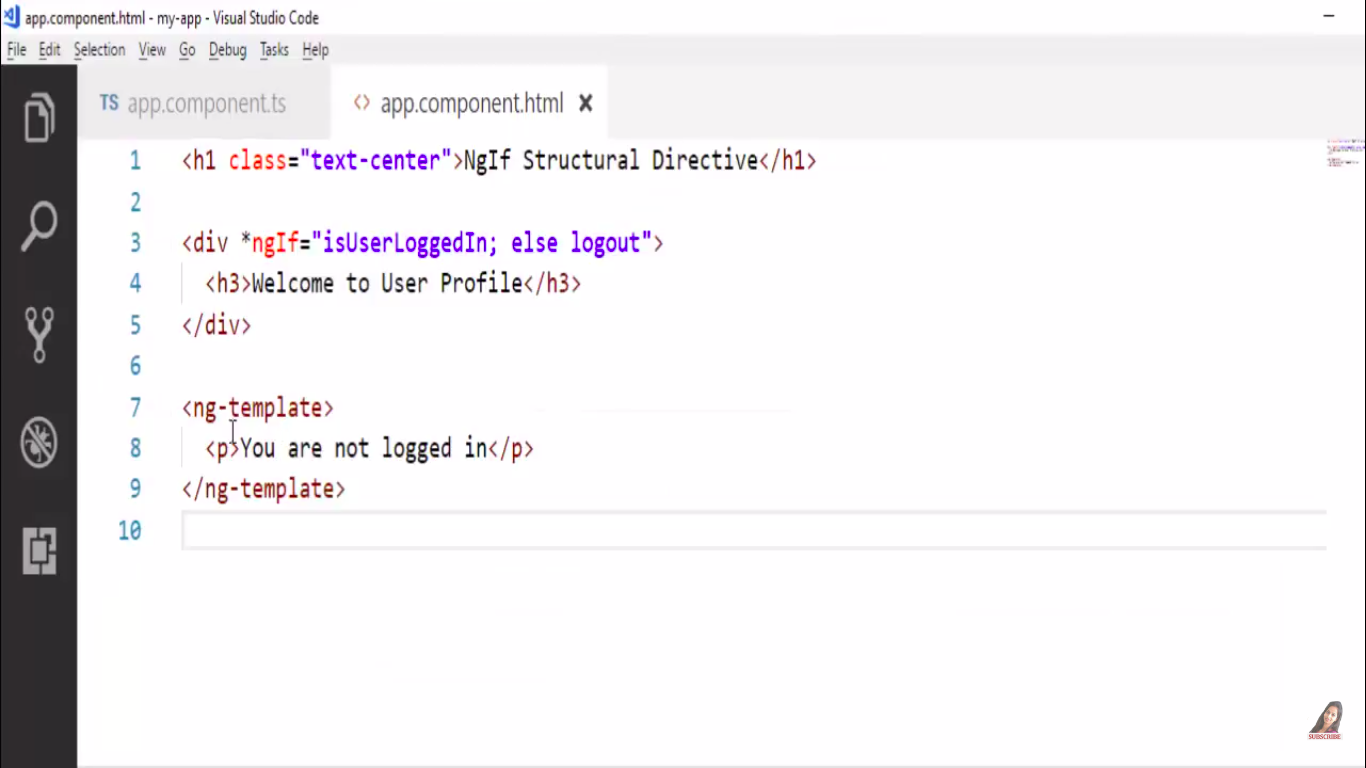 app.component.html - my-app - Visual Studio Code
File Edit Selection View Go Debug Tasks Help
TS app.component.ts <> app.component.html
1 <h1 class="text-center">NgIf Structural Directive</h1>
2
3 <div *ngIf="isUserLoggedIn; else logout">
4 <h3>Welcome to User Profile</h3>
5 </div>
6
7 <ng-template>
8 <p>You are not logged in</p>
9 </ng-template>
10
SUBSCRIBE